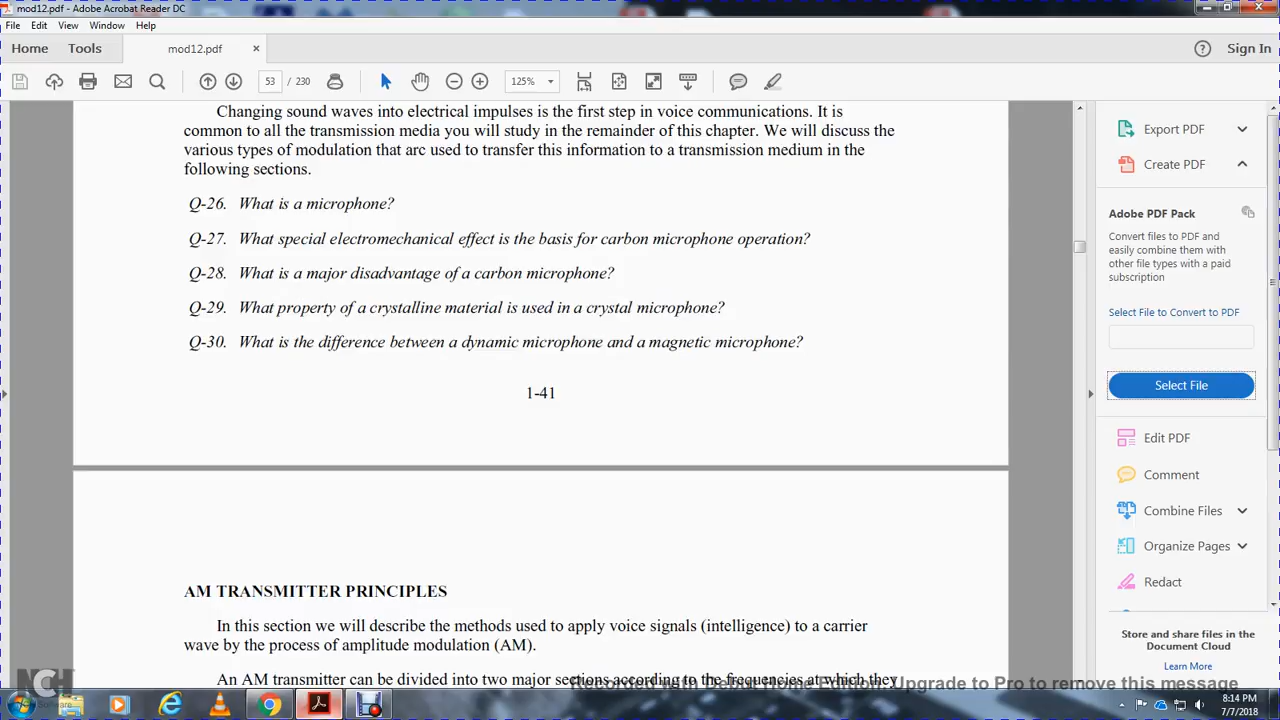 mod12.pdf - Adobe Acrobat Reader DC
File Edit View Window Help
Home Tools mod12.pdf × Sign In
53 / 230 125%
Changing sound waves into electrical impulses is the first step in voice communications. It is
common to all the transmission media you will study in the remainder of this chapter. We will discuss the
various types of modulation that are used to transfer this information to a transmission medium in the
following sections.
Q-26. What is a microphone?
Q-27. What special electromechanical effect is the basis for carbon microphone operation?
Q-28. What is a major disadvantage of a carbon microphone?
Q-29. What property of a crystalline material is used in a crystal microphone?
Q-30. What is the difference between a dynamic microphone and a magnetic microphone?
1-41
AM TRANSMITTER PRINCIPLES
In this section we will describe the methods used to apply voice signals (intelligence) to a carrier
wave by the process of amplitude modulation (AM).
An AM transmitter can be divided into two major sections according to the frequencies at which they
Export PDF
Create PDF
Adobe PDF Pack
Convert files to PDF and
easily combine them with
other file types with a paid
subscription
Select File to Convert to PDF
Select File
Edit PDF
Comment
Combine Files
Organize Pages
Redact
Store and share files in the
Document Cloud
Learn More
NCH
Upgrade to Pro to remove this message
8:14 PM
7/7/2018